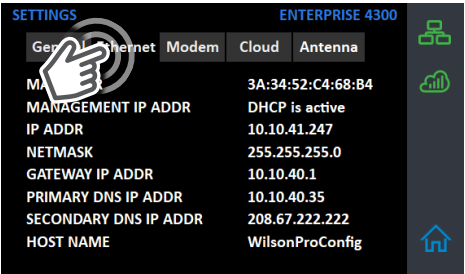 SETTINGS ENTERPRISE 4300
Modem Cloud Antenna
3A:34:52:C4:68:B4
MANAGEMENT IP ADDR DHCP is active
IP ADDR 10.10.41.247
NETMASK 255.255.255.0
GATEWAY IP ADDR 10.10.40.1
PRIMARY DNS IP ADDR 10.10.40.35
SECONDARY DNS IP ADDR 208.67.222.222
HOST NAME WilsonProConfig